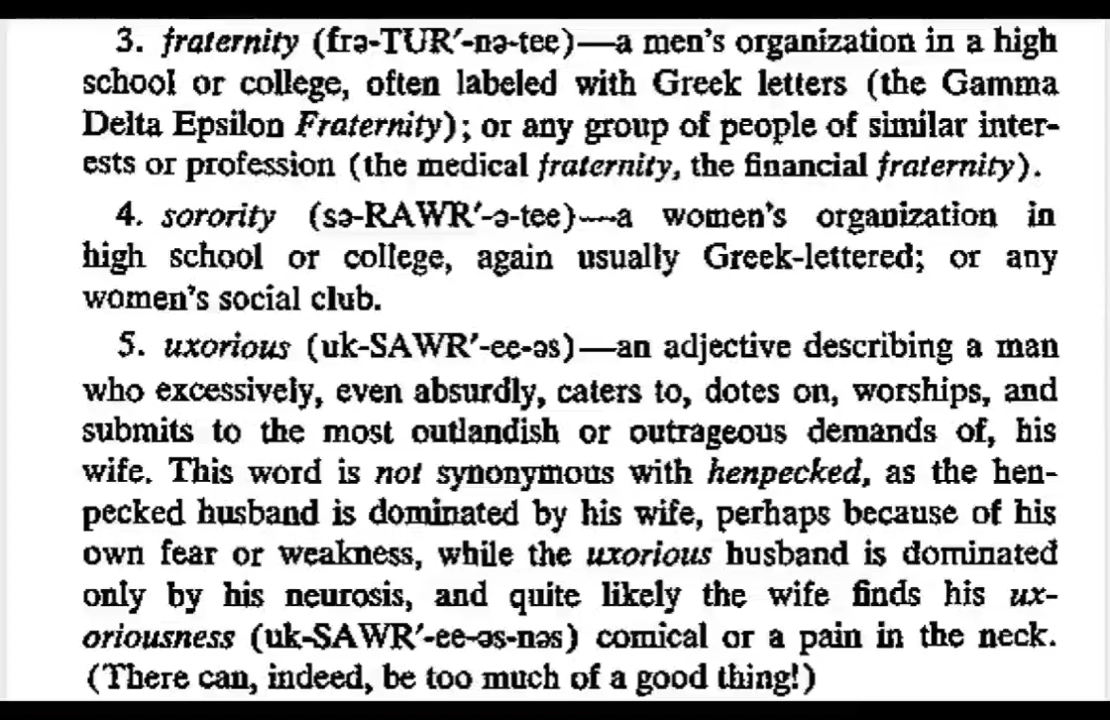 3. fraternity (frə-TUR′-nə-tee)—a men's organization in a high
school or college, often labeled with Greek letters (the Gamma
Delta Epsilon Fraternity); or any group of people of similar inter-
ests or profession (the medical fraternity, the financial fraternity).
4. sorority (sə-RAWR′-ə-tee)—a women's organization in
high school or college, again usually Greek-lettered; or any
women's social club.
5. uxorious (uk-SAWR′-ee-əs)—an adjective describing a man
who excessively, even absurdly, caters to, dotes on, worships, and
submits to the most outlandish or outrageous demands of, his
wife. This word is not synonymous with henpecked, as the hen-
pecked husband is dominated by his wife, perhaps because of his
own fear or weakness, while the uxorious husband is dominated
only by his neurosis, and quite likely the wife finds his ux-
oriousness (uk-SAWR′-ee-əs-nəs) comical or a pain in the neck.
(There can, indeed, be too much of a good thing!)